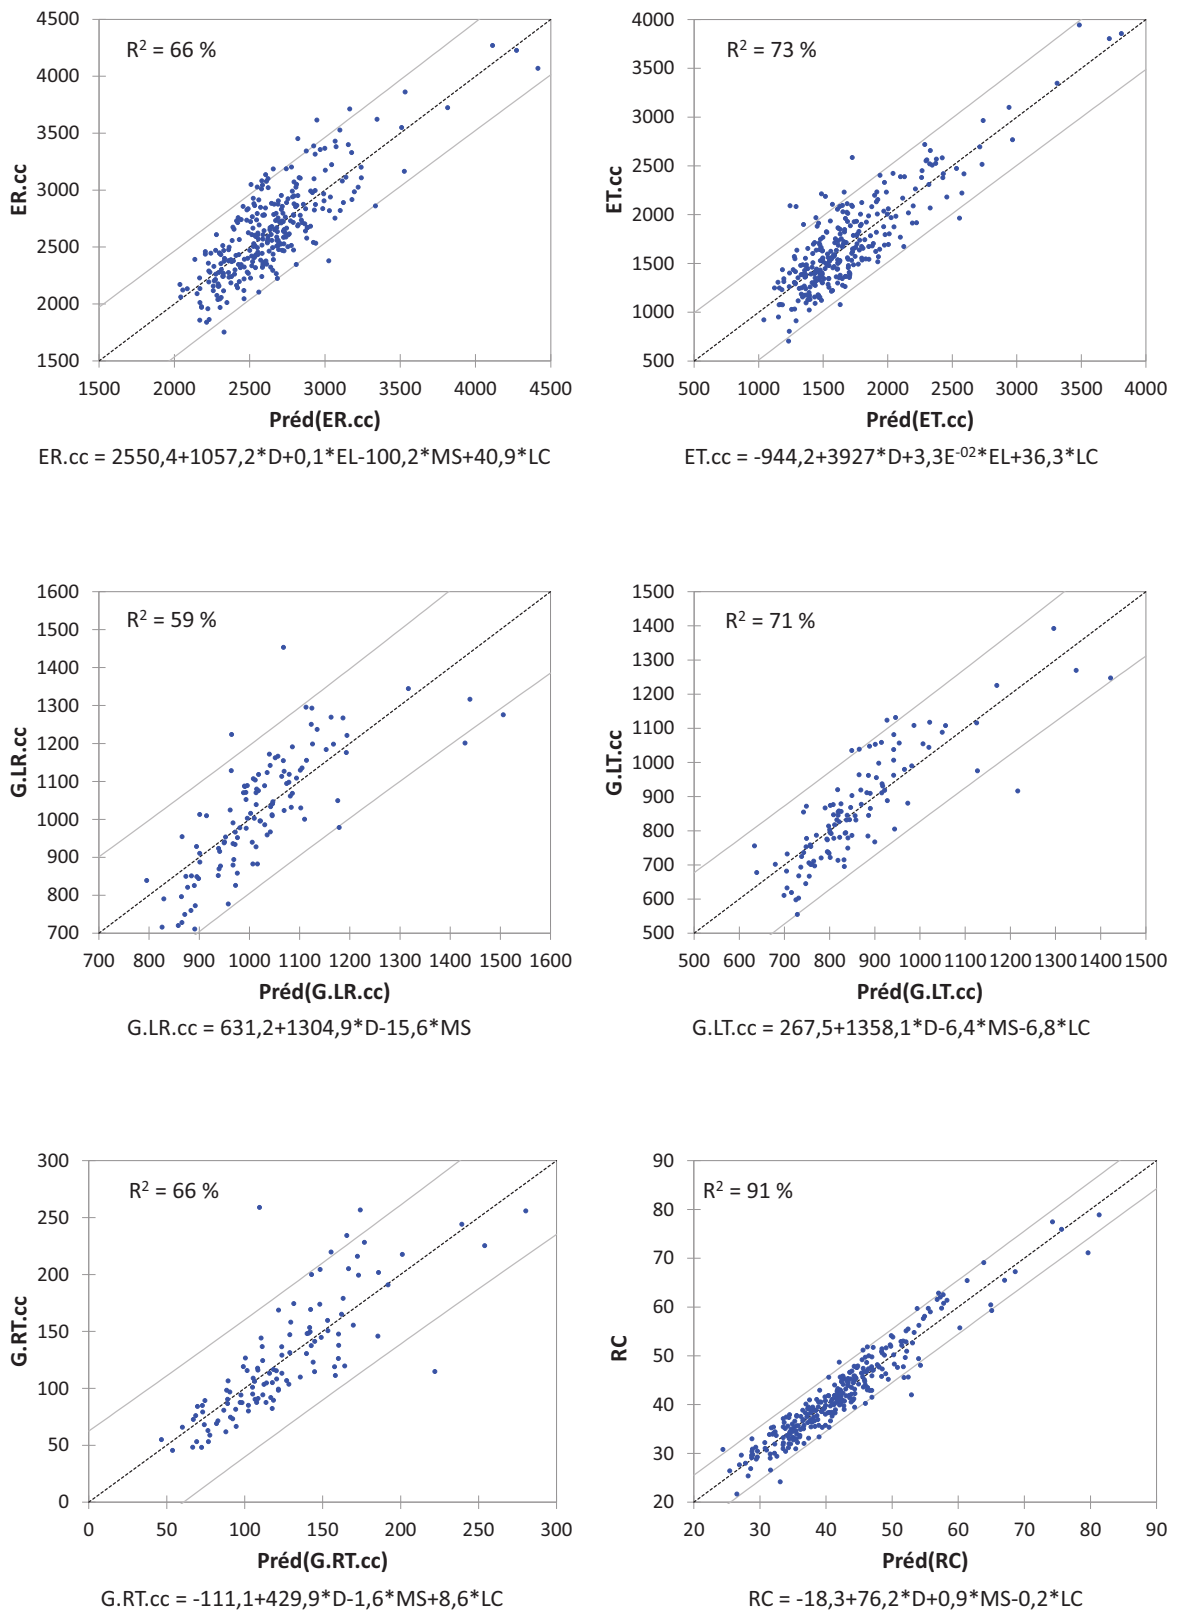 R² = 66 %
4500
4000
3500
3000
2500
2000
1500
ER.cc
1500 2000 2500 3000 3500 4000 4500
Préd(ER.cc)
ER.cc = 2550,4+1057,2*D+0,1*EL-100,2*MS+40,9*LC
R² = 73 %
4000
3500
3000
2500
2000
1500
1000
500
ET.cc
500 1000 1500 2000 2500 3000 3500 4000
Préd(ET.cc)
ET.cc = -944,2+3927*D+3,3E⁻⁰²*EL+36,3*LC
R² = 59 %
1600
1500
1400
1300
1200
1100
1000
900
800
700
G.LR.cc
700 800 900 1000 1100 1200 1300 1400 1500 1600
Préd(G.LR.cc)
G.LR.cc = 631,2+1304,9*D-15,6*MS
R² = 71 %
1500
1400
1300
1200
1100
1000
900
800
700
600
500
G.LT.cc
500 600 700 800 900 1000 1100 1200 1300 1400 1500
Préd(G.LT.cc)
G.LT.cc = 267,5+1358,1*D-6,4*MS-6,8*LC
R² = 66 %
300
250
200
150
100
50
0
G.RT.cc
0 50 100 150 200 250 300
Préd(G.RT.cc)
G.RT.cc = -111,1+429,9*D-1,6*MS+8,6*LC
R² = 91 %
90
80
70
60
50
40
30
20
RC
20 30 40 50 60 70 80 90
Préd(RC)
RC = -18,3+76,2*D+0,9*MS-0,2*LC